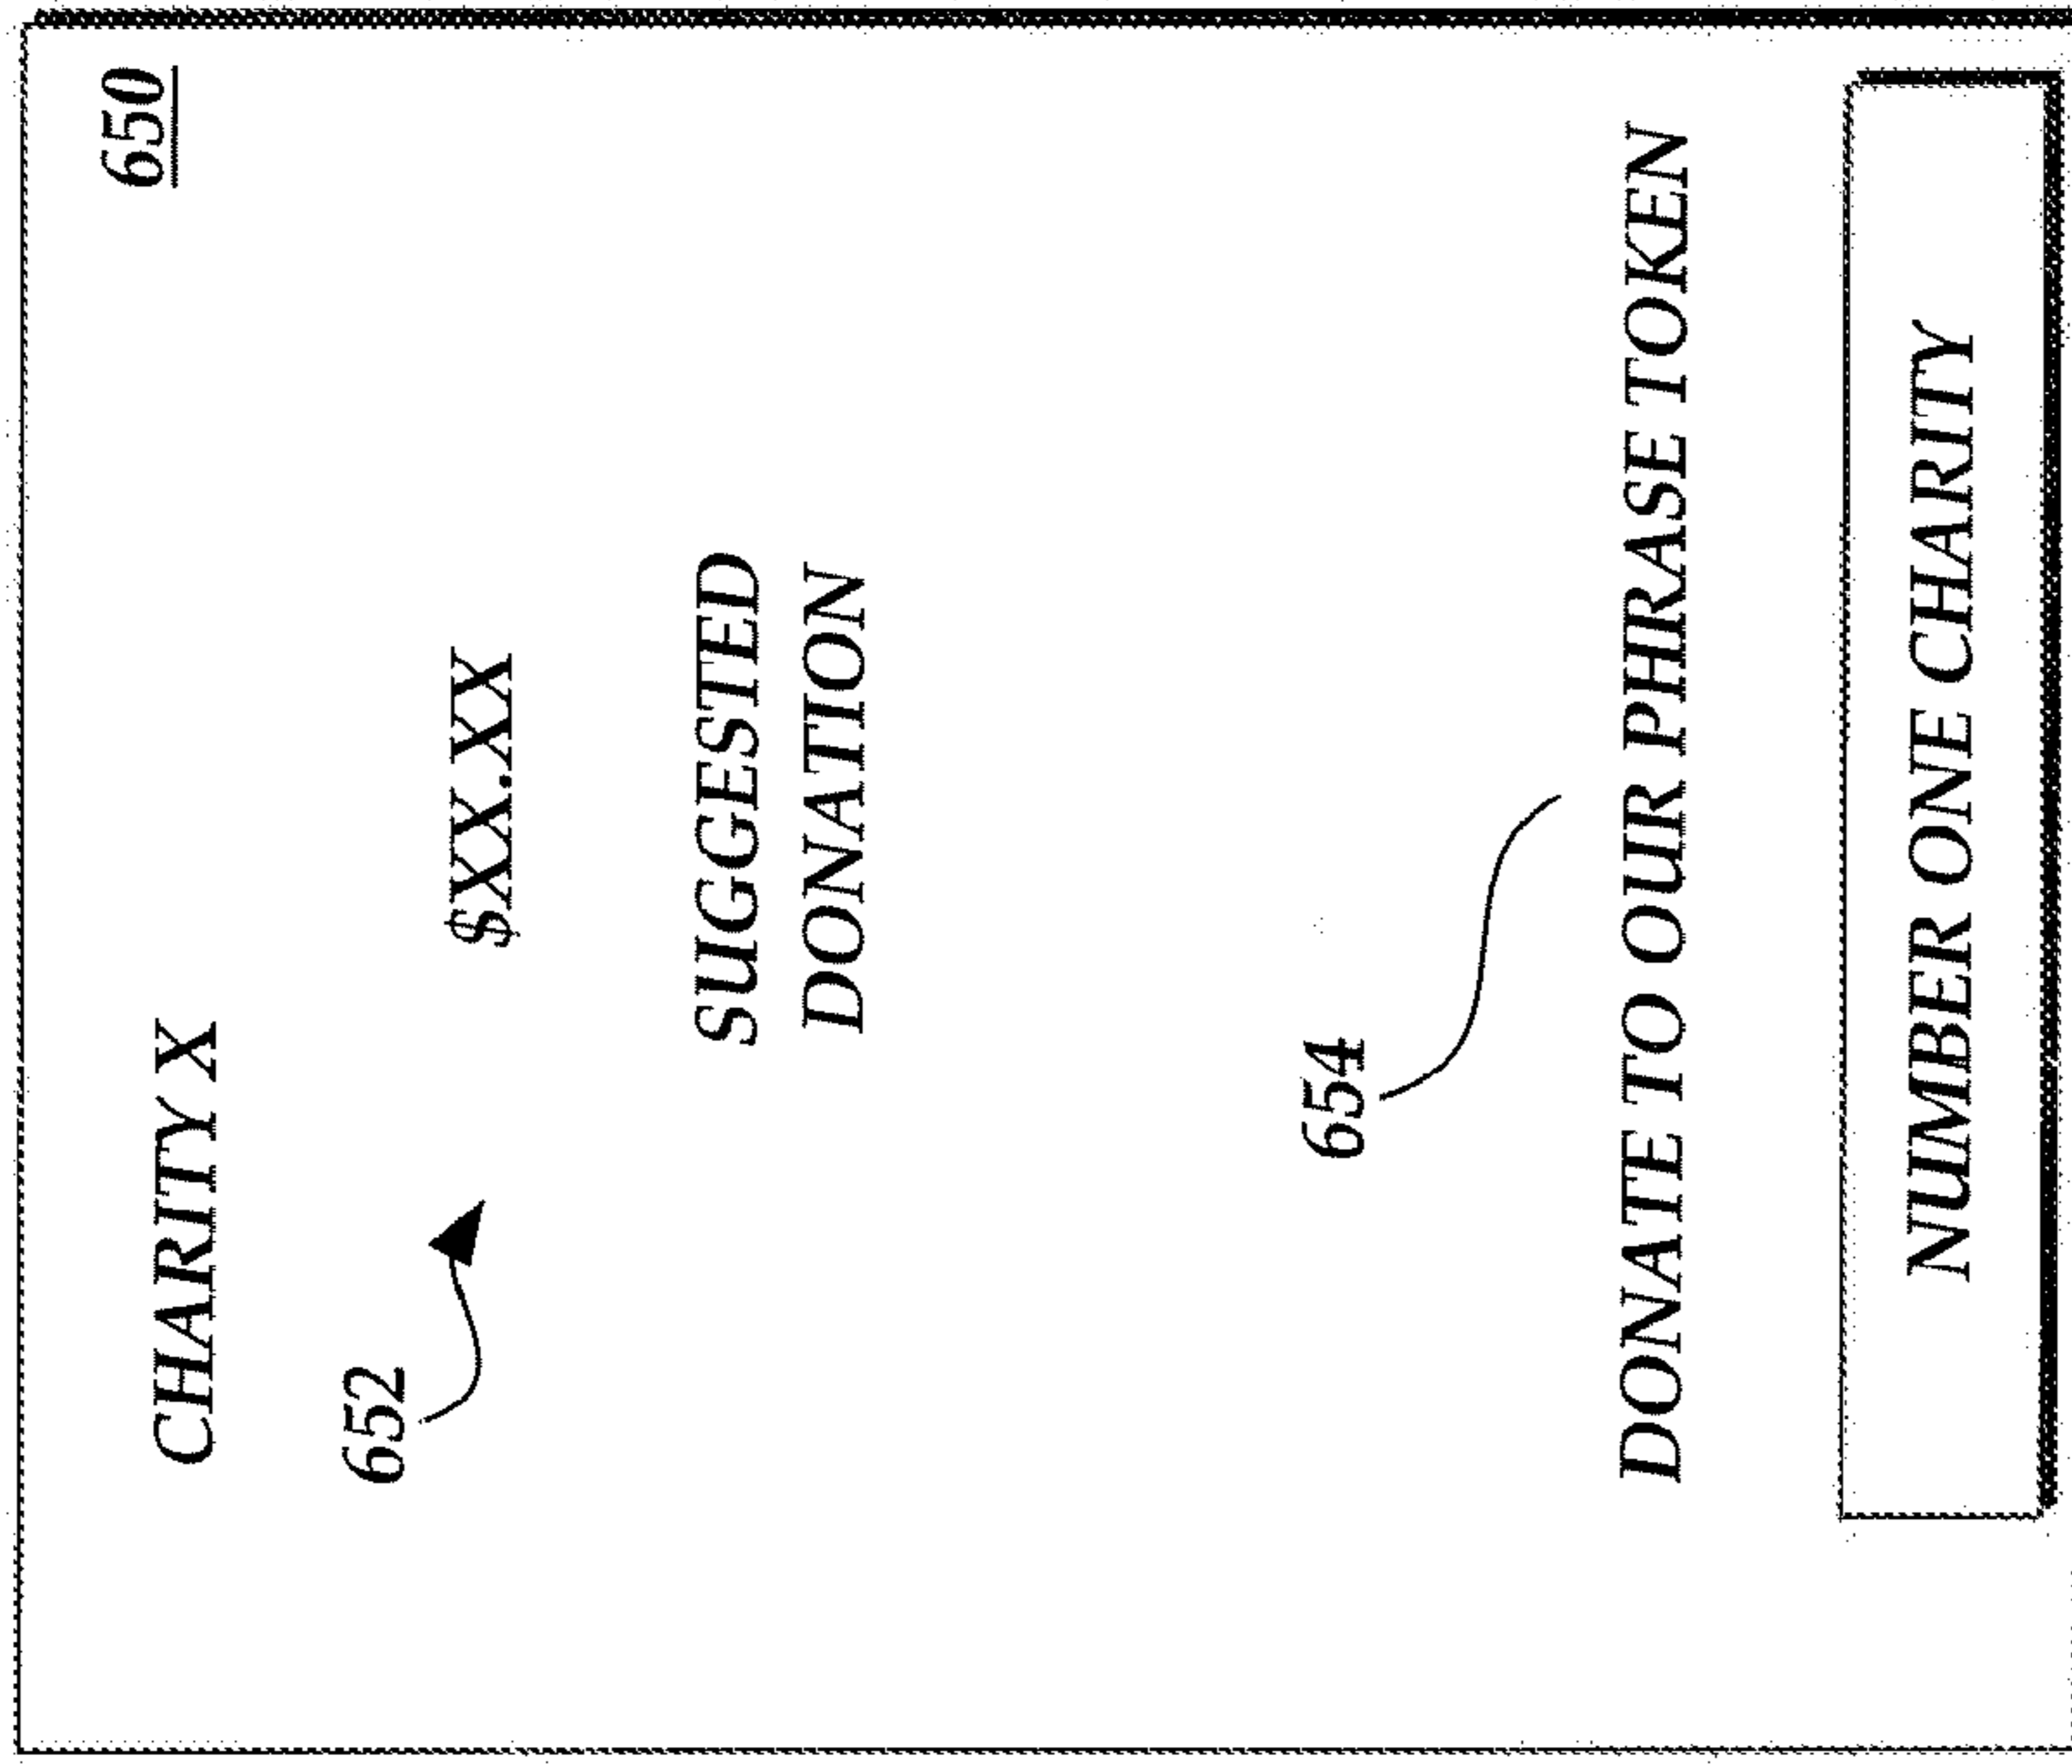 650
CHARITY X
652
$XX.XX
SUGGESTED
DONATION
654
DONATE TO OUR PHRASE TOKEN
NUMBER ONE CHARITY